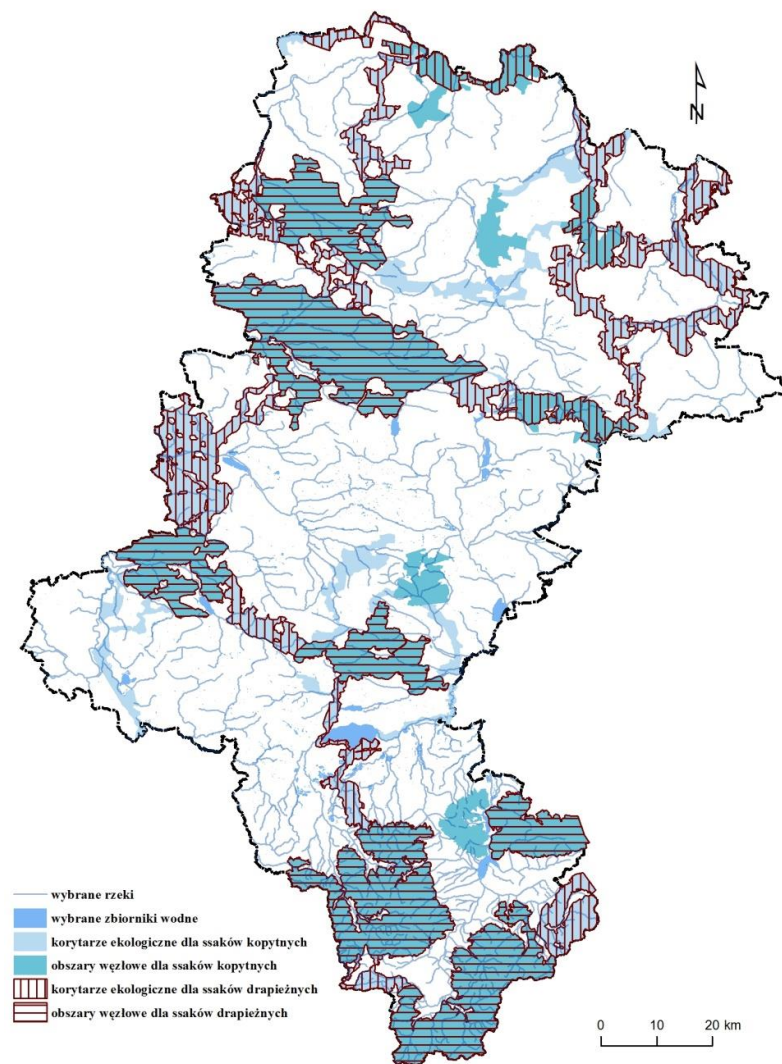 N
wybrane rzeki
wybrane zbiorniki wodne
korytarze ekologiczne dla ssaków kopytnych
obszary węzłowe dla ssaków kopytnych
korytarze ekologiczne dla ssaków drapieżnych
obszary węzłowe dla ssaków drapieżnych
0 10 20 km